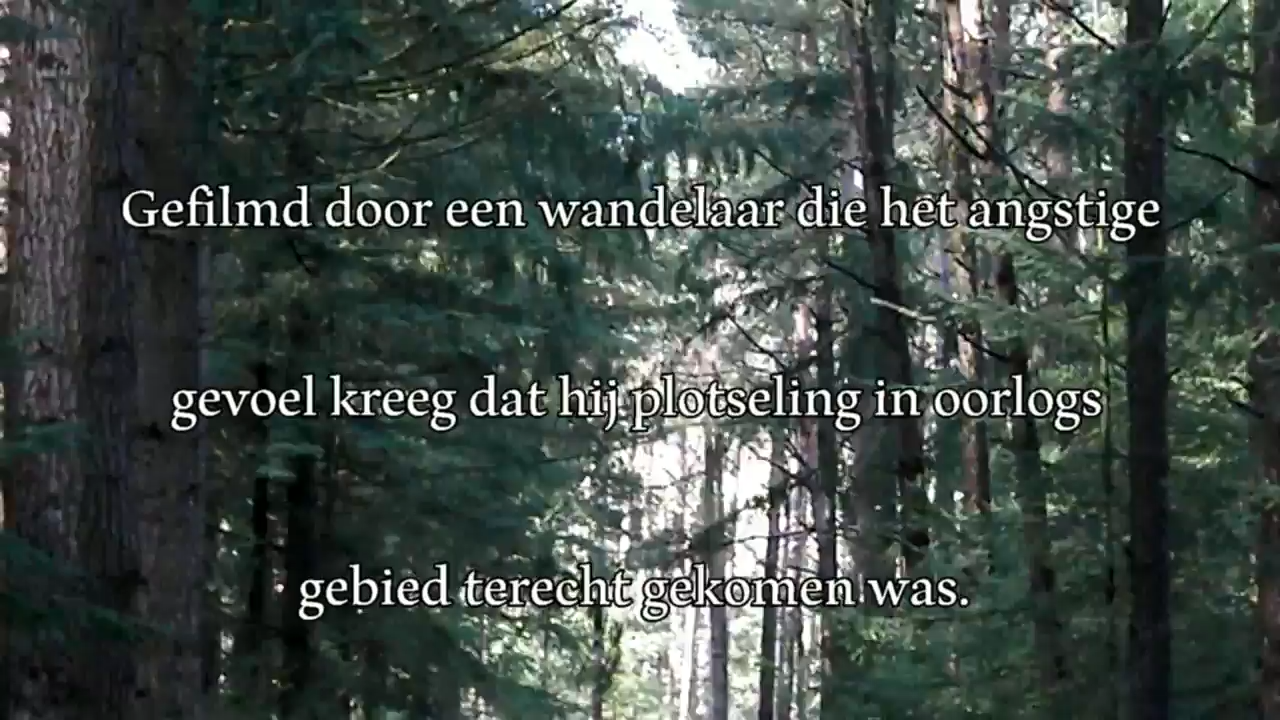 Gefilmd door een wandelaar die het angstige
gevoel kreeg dat hij plotseling in oorlogs
gebied terecht gekomen was.